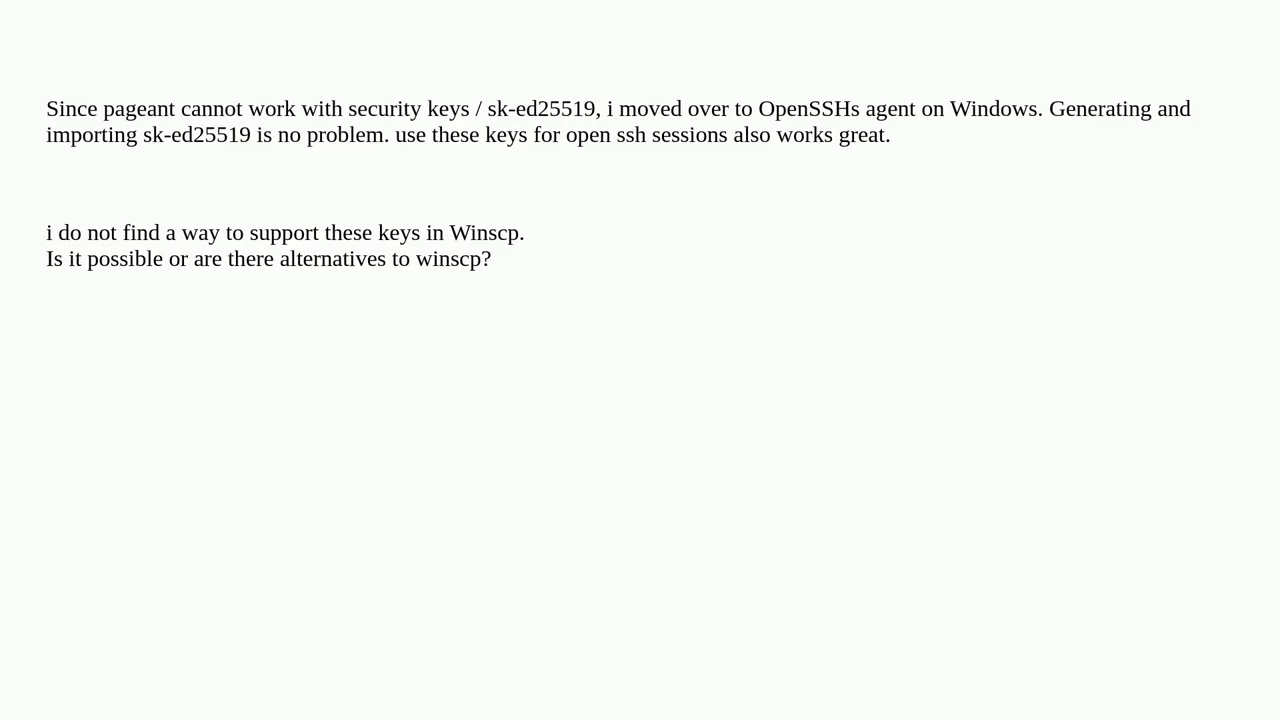 Since pageant cannot work with security keys / sk-ed25519, i moved over to OpenSSHs agent on Windows. Generating and
importing sk-ed25519 is no problem. use these keys for open ssh sessions also works great.
i do not find a way to support these keys in Winscp.
Is it possible or are there alternatives to winscp?